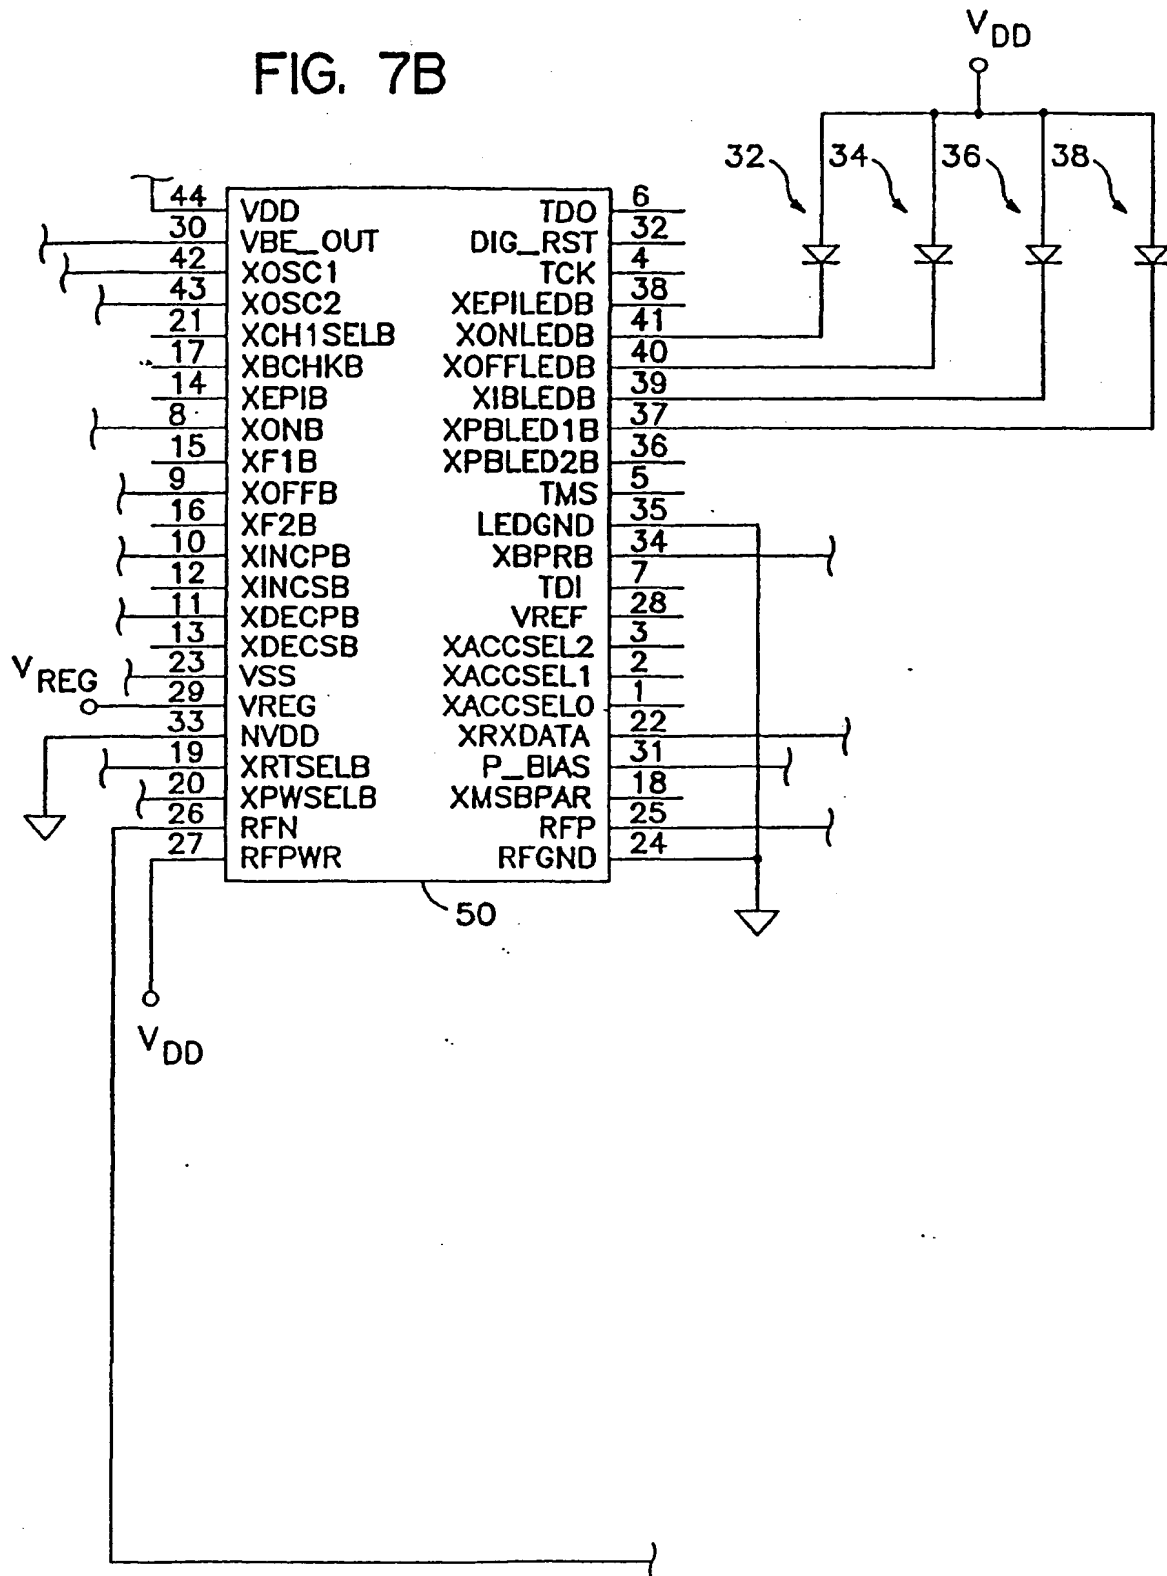 FIG. 7B
V DD
32 34 36 38
44 VDD TDO 6
30 VBE_OUT DIG_RST 32
42 XOSC1 TCK 4
43 XOSC2 XEPILEDB 38
21 XCH1SELB XONLEDB 41
17 XBCHKB XOFFLEDB 40
14 XEPIB XIBLEDB 39
8 XONB XPBLED1B 37
15 XF1B XPBLED2B 36
9 XOFFB TMS 5
16 XF2B LEDGND 35
10 XINCPB XBPRB 34
12 XINCSB TDI 7
11 XDECPB VREF 28
13 XDECSB XACCSEL2 3
23 VSS XACCSEL1 2
V REG 29 VREG XACCSEL0 1
33 NVDD XRXDATA 22
19 XRTSELB P_BIAS 31
20 XPWSELB XMSBPAR 18
26 RFN RFP 25
27 RFPWR RFGND 24
50
V DD